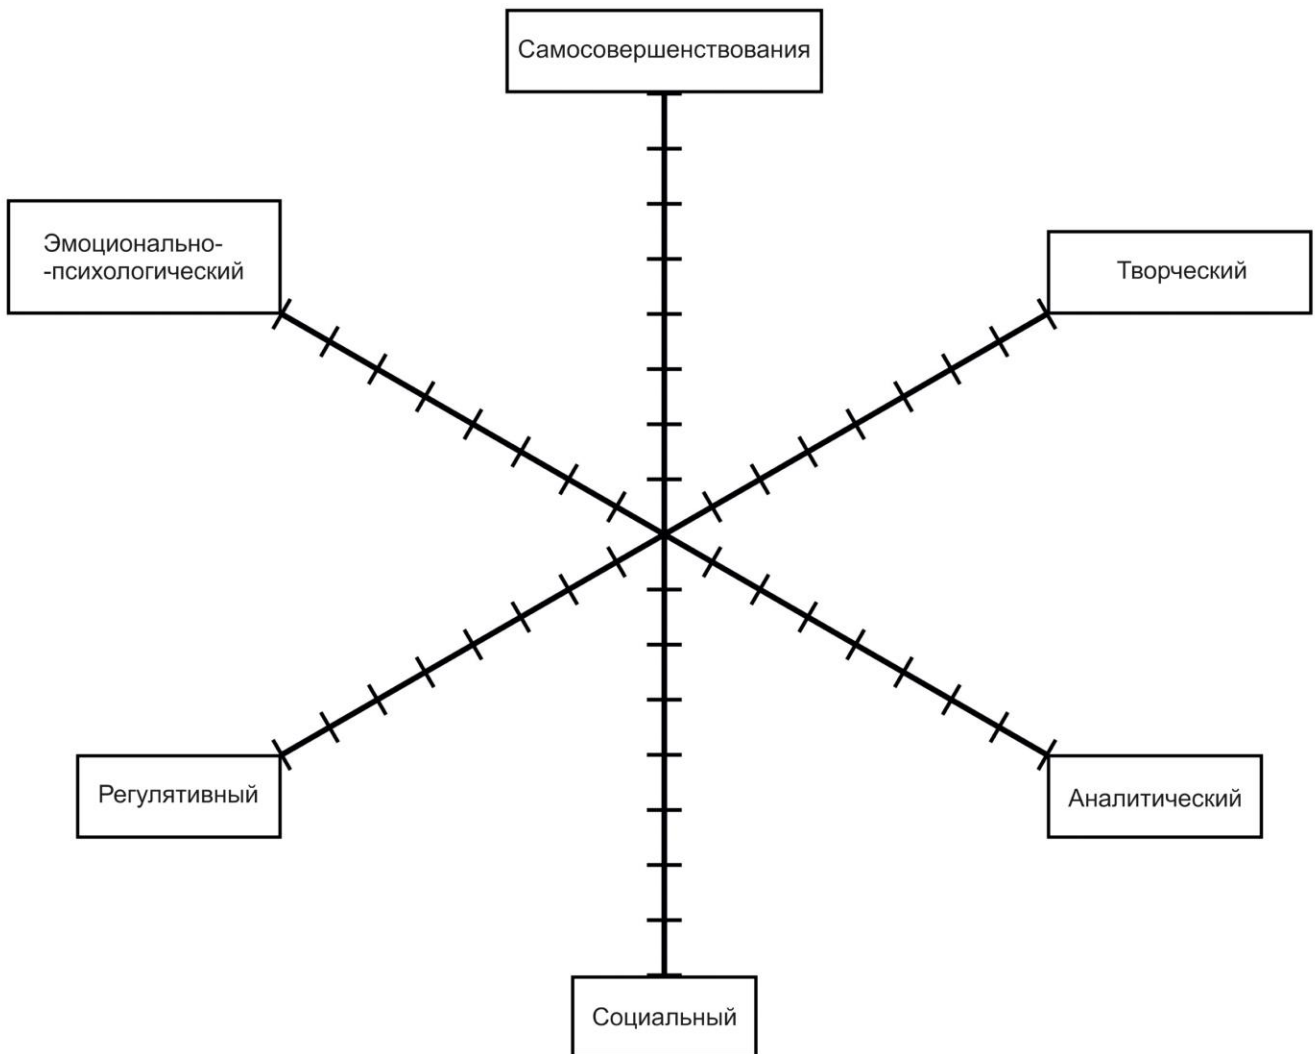 Самосовершенствования
Эмоционально-
-психологический
Творческий
Регулятивный
Аналитический
Социальный